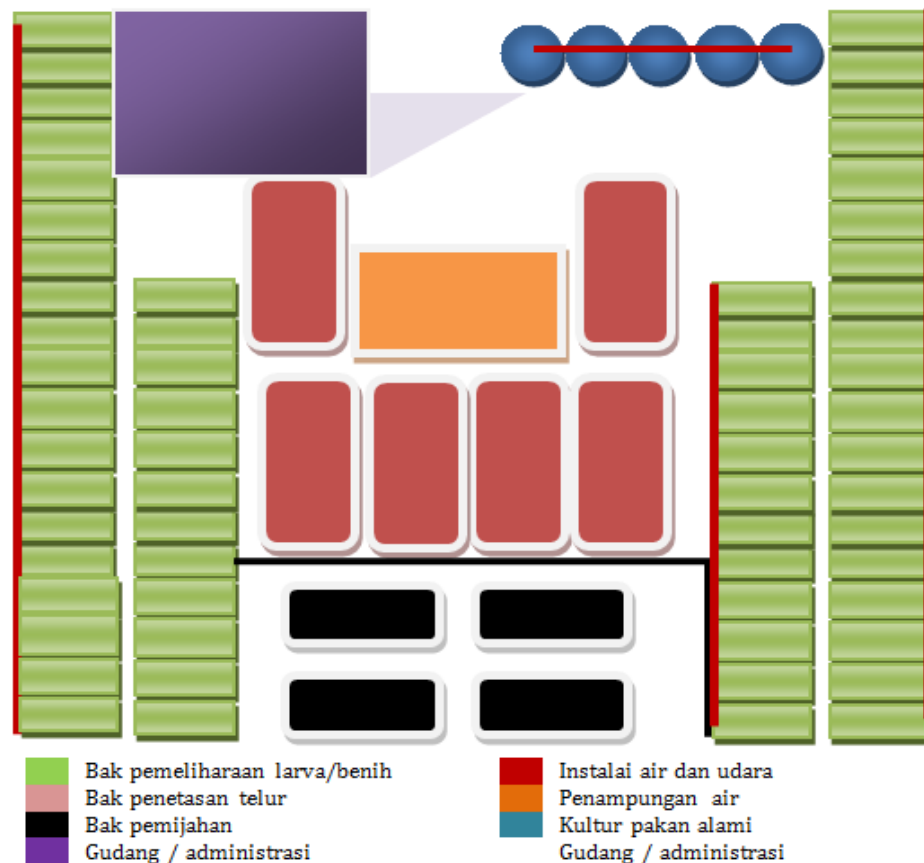 Bak pemeliharaan larva/benih
Bak penetasan telur
Bak pemijahan
Gudang / administrasi
Instalai air dan udara
Penampungan air
Kultur pakan alami
Gudang / administrasi